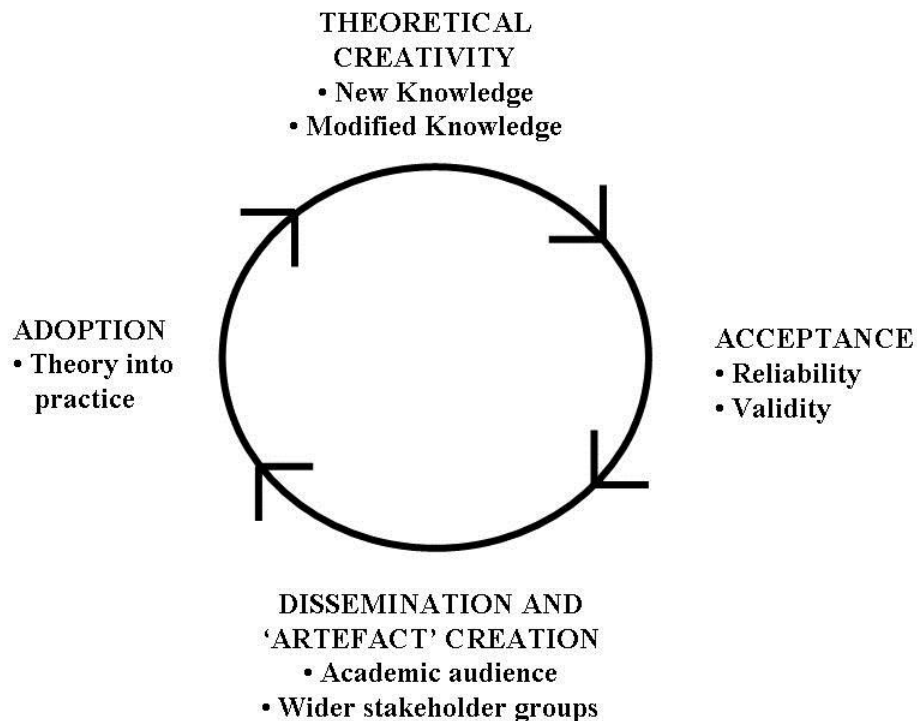 THEORETICAL
CREATIVITY
• New Knowledge
• Modified Knowledge
ADOPTION
• Theory into
practice
ACCEPTANCE
• Reliability
• Validity
DISSEMINATION AND
‘ARTEFACT’ CREATION
• Academic audience
• Wider stakeholder groups